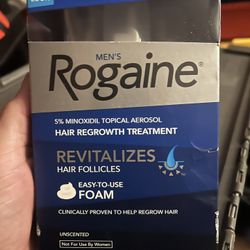 MEN'S
Rogaine®
5% MINOXIDIL TOPICAL AEROSOL
HAIR REGROWTH TREATMENT
REVITALIZES
HAIR FOLLICLES
EASY-TO-USE
FOAM
CLINICALLY PROVEN TO HELP REGROW HAIR
UNSCENTED
Not For Use By Women